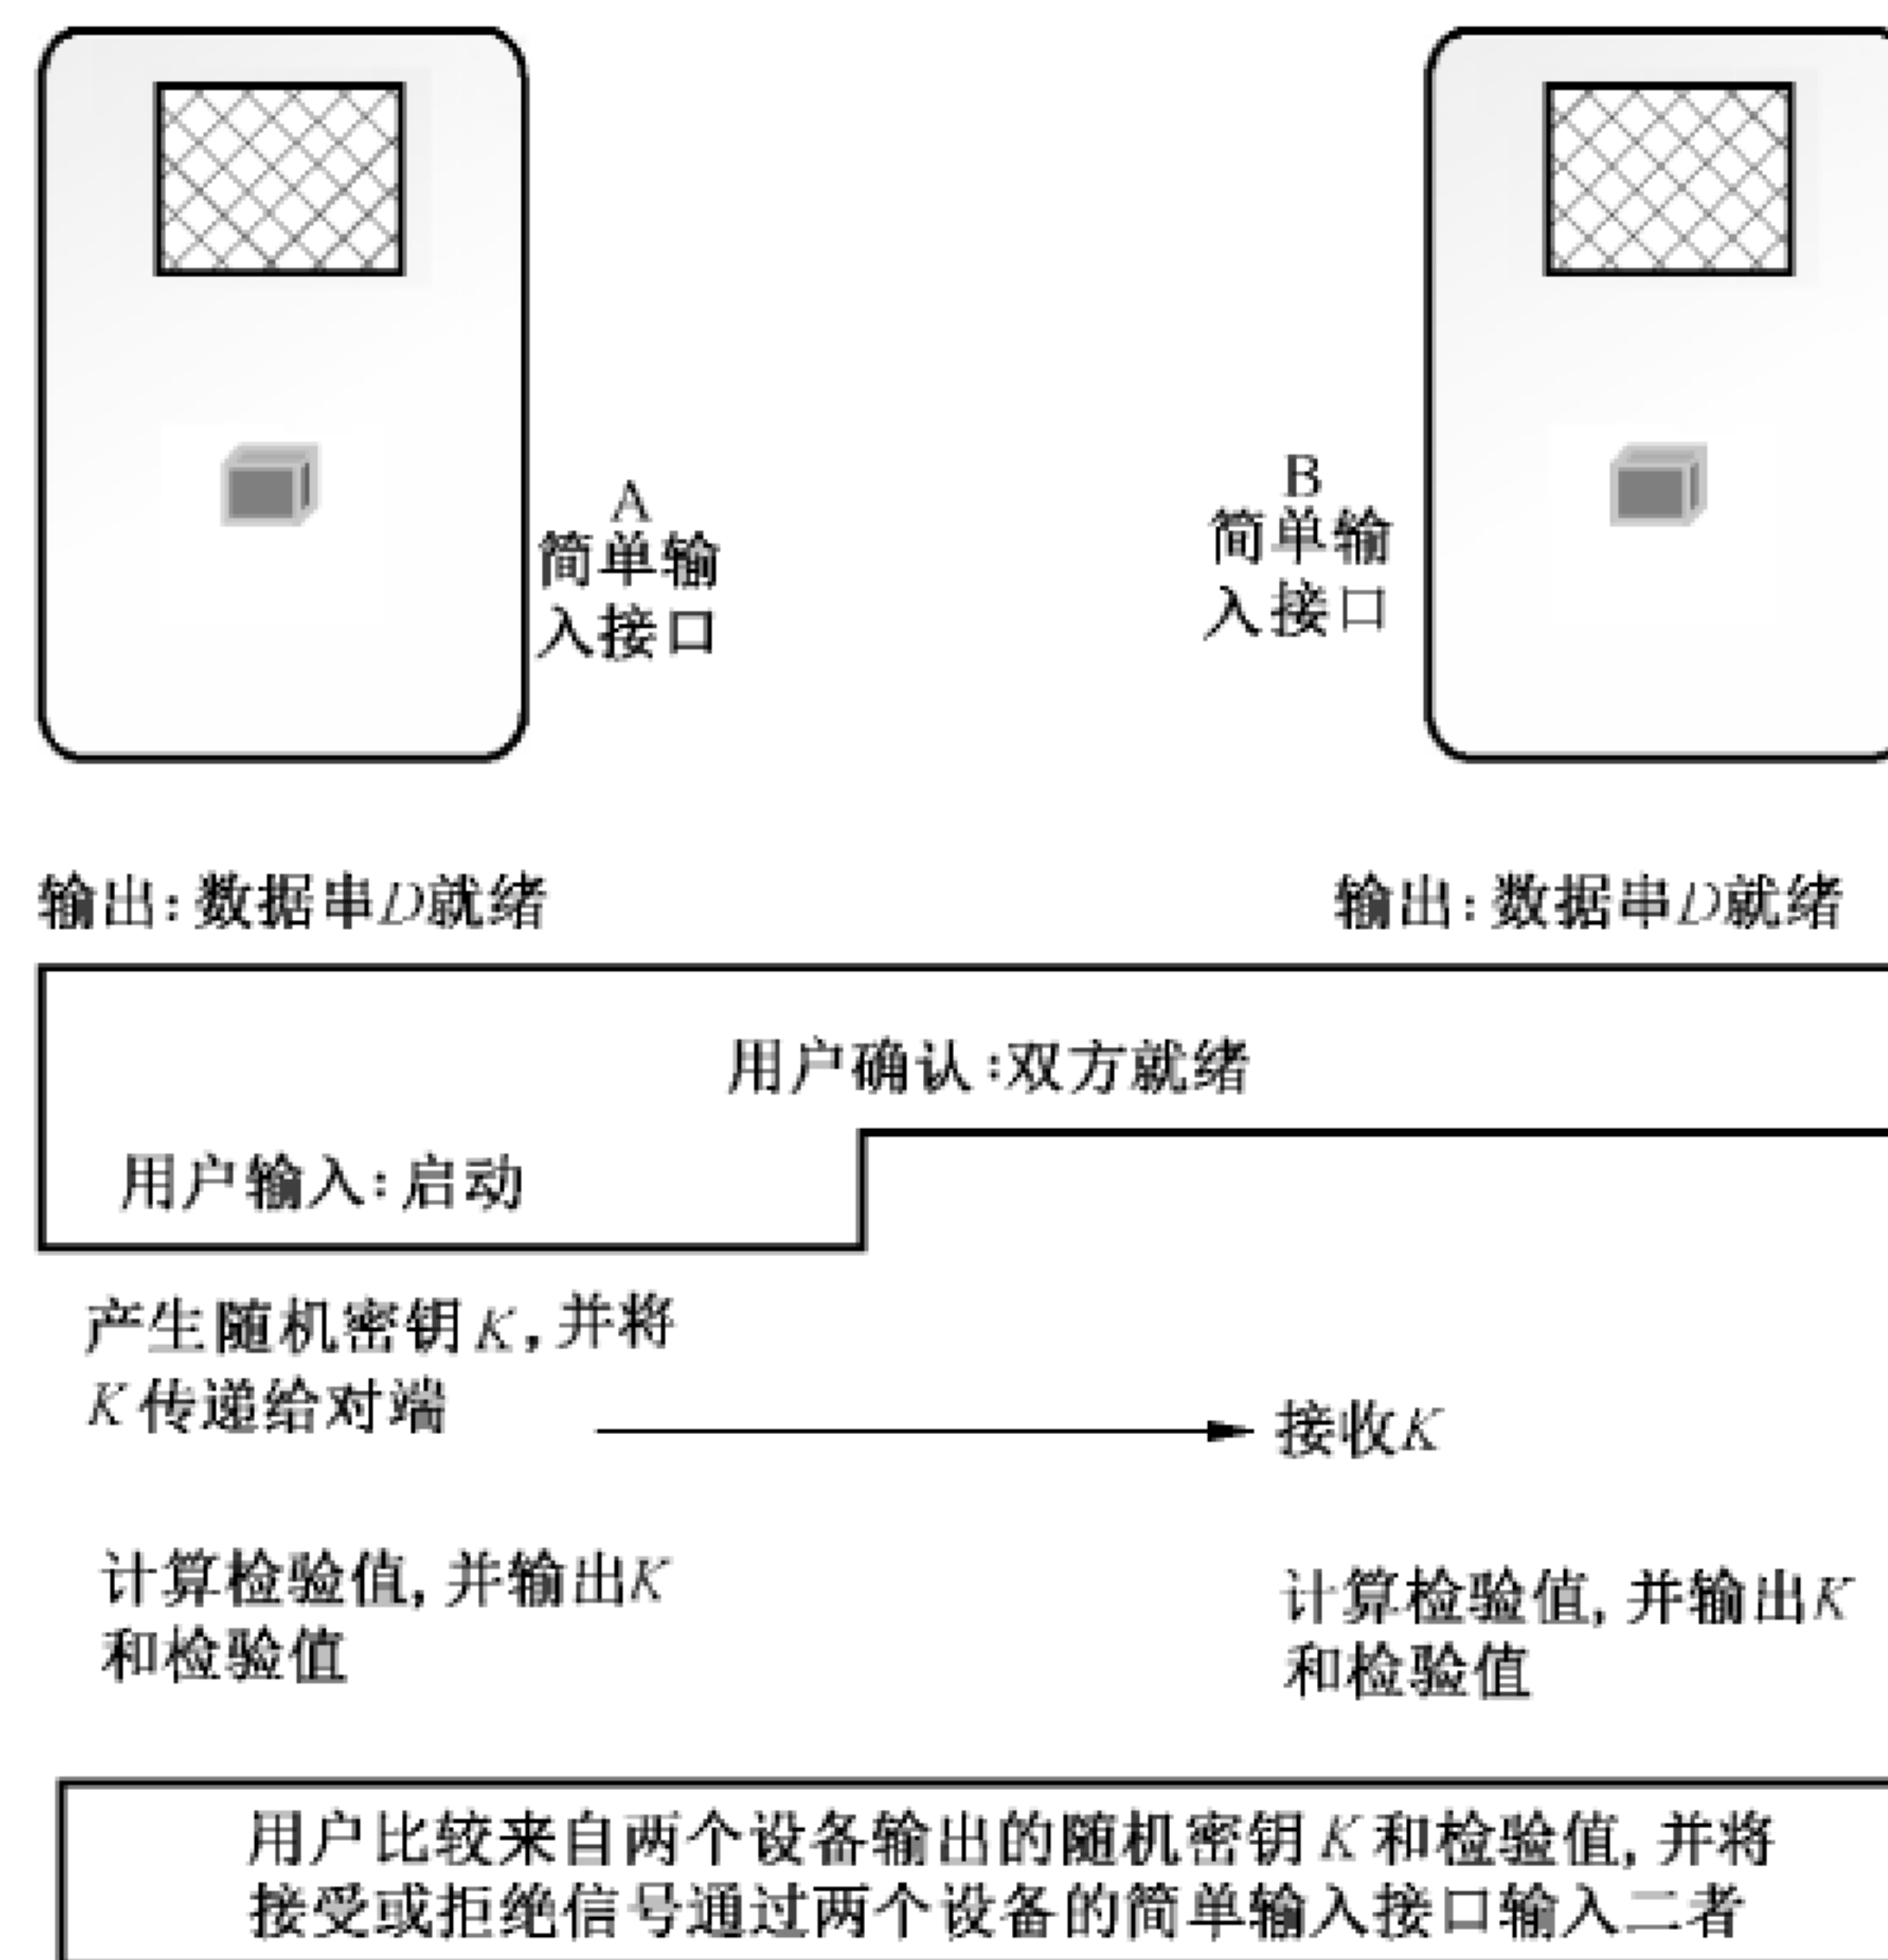 A
简单输
入接口
B
简单输
入接口
输出:数据串D就绪
输出:数据串D就绪
用户确认:双方就绪
用户输入:启动
产生随机密钥K,并将
K传递给对端
接收K
计算检验值,并输出K
和检验值
计算检验值,并输出K
和检验值
用户比较来自两个设备输出的随机密钥K和检验值,并将
接受或拒绝信号通过两个设备的简单输入接口输入二者